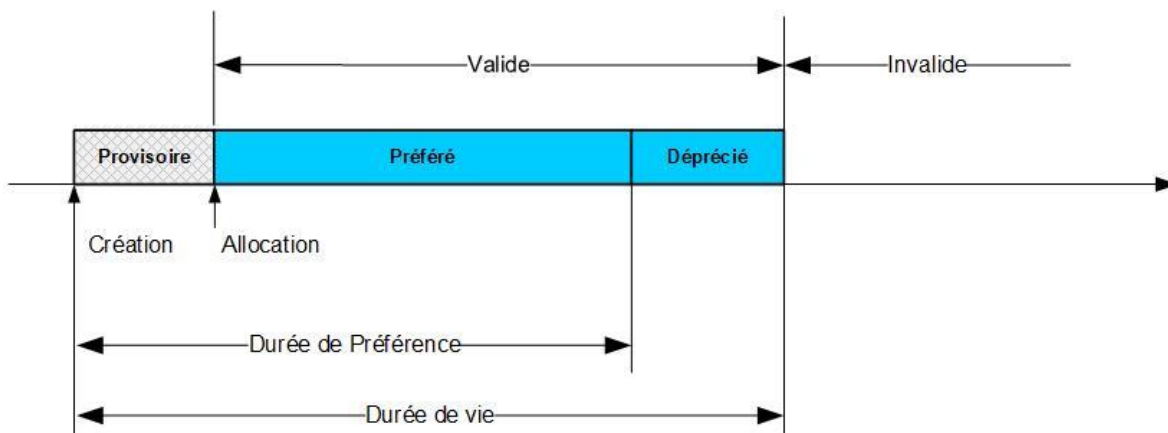 Valide
Invalide
Provisoire
Préféré
Déprécié
Création
Allocation
Durée de Préférence
Durée de vie